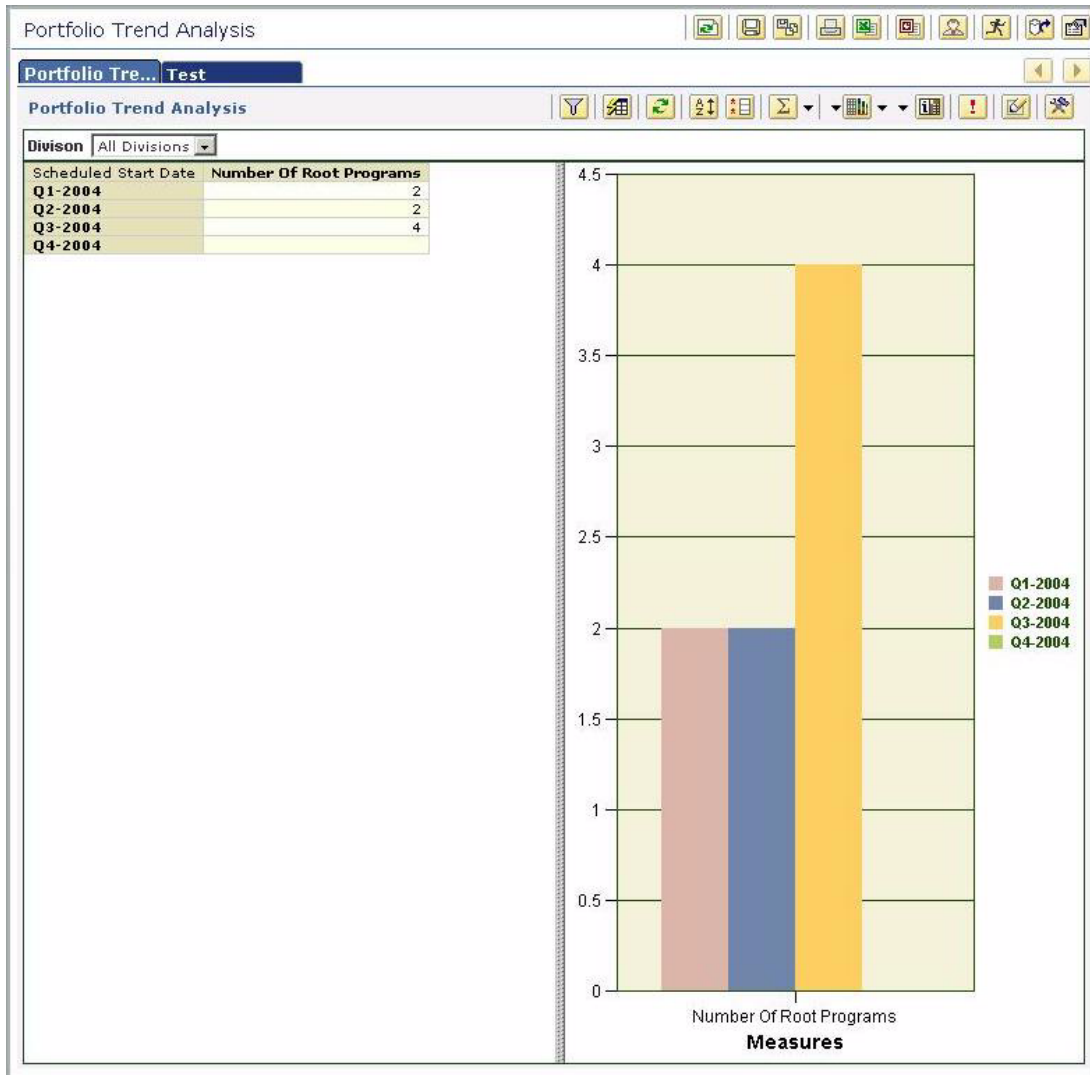 Portfolio Trend Analysis
Portfolio Tre... Test
Portfolio Trend Analysis
Divison All Divisions
Scheduled Start Date Number Of Root Programs
Q1-2004 2
Q2-2004 2
Q3-2004 4
Q4-2004
4.5
4
3.5
3
2.5
2
1.5
1
0.5
0
Number Of Root Programs
Measures
Q1-2004
Q2-2004
Q3-2004
Q4-2004